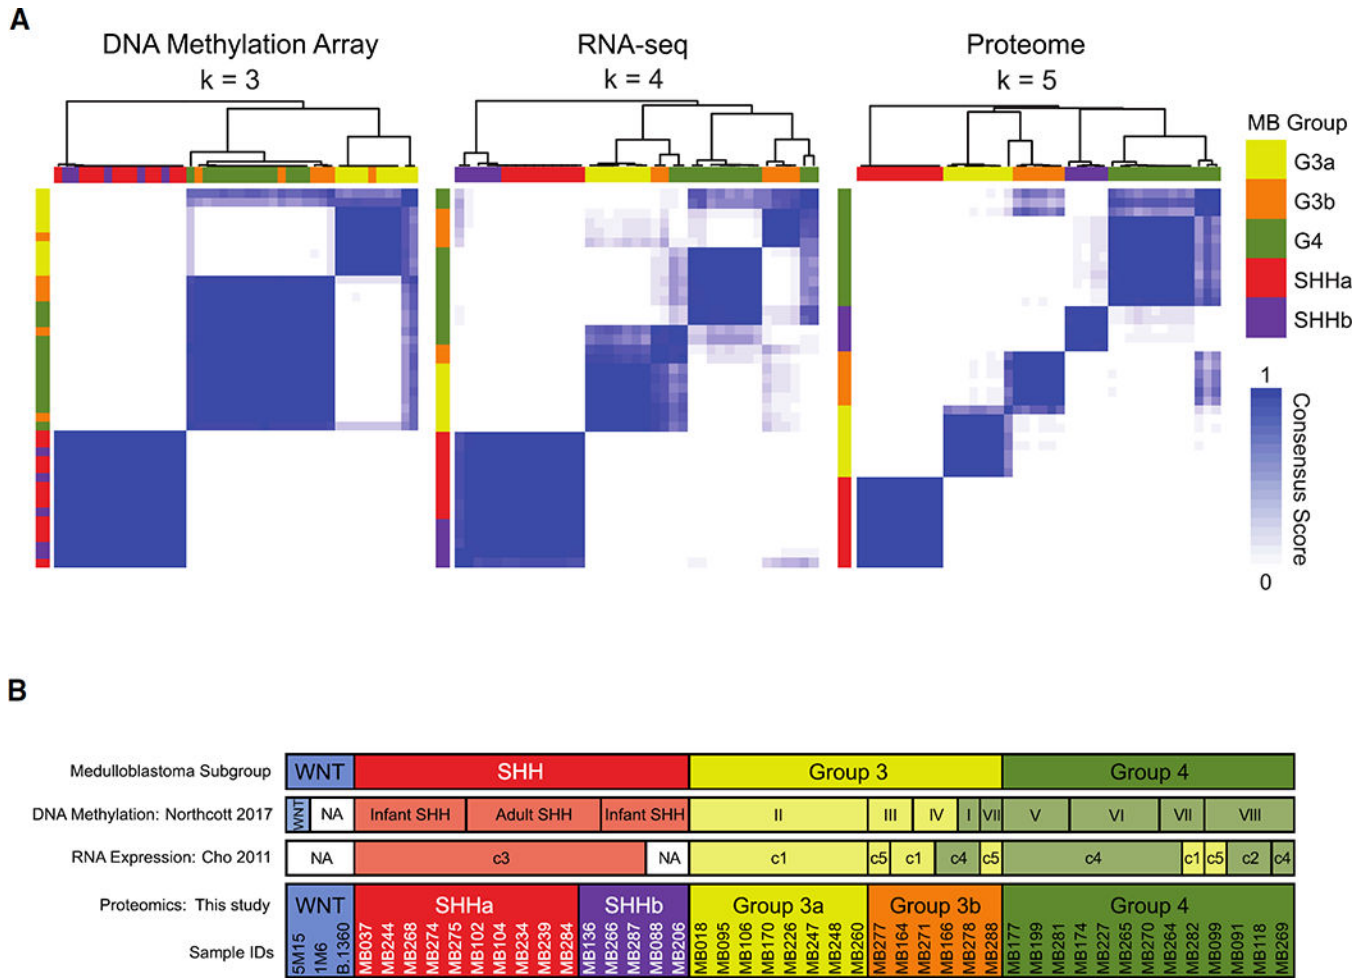 A
DNA Methylation Array
k = 3
RNA-seq
k = 4
Proteome
k = 5
MB Group
G3a
G3b
G4
SHHa
SHHb
1
Consensus Score
0
B
Medulloblastoma Subgroup
WNT SHH Group 3 Group 4
DNA Methylation: Northcott 2017
WNT NA Infant SHH Adult SHH Infant SHH II III IV I VII V VI VII VIII
RNA Expression: Cho 2011
NA c3 NA c1 c5 c1 c4 c5 c4 c1 c5 c2 c4
Proteomics: This study
WNT SHHa SHHb Group 3a Group 3b Group 4
Sample IDs
5M15 1M6 B.1360 MB037 MB244 MB268 MB274 MB275 MB102 MB104 MB234 MB239 MB284 MB136 MB266 MB287 MB088 MB206 MB018 MB095 MB106 MB170 MB226 MB247 MB248 MB260 MB277 MB164 MB271 MB166 MB278 MB288 MB177 MB199 MB281 MB174 MB227 MB265 MB270 MB264 MB282 MB099 MB091 MB118 MB269